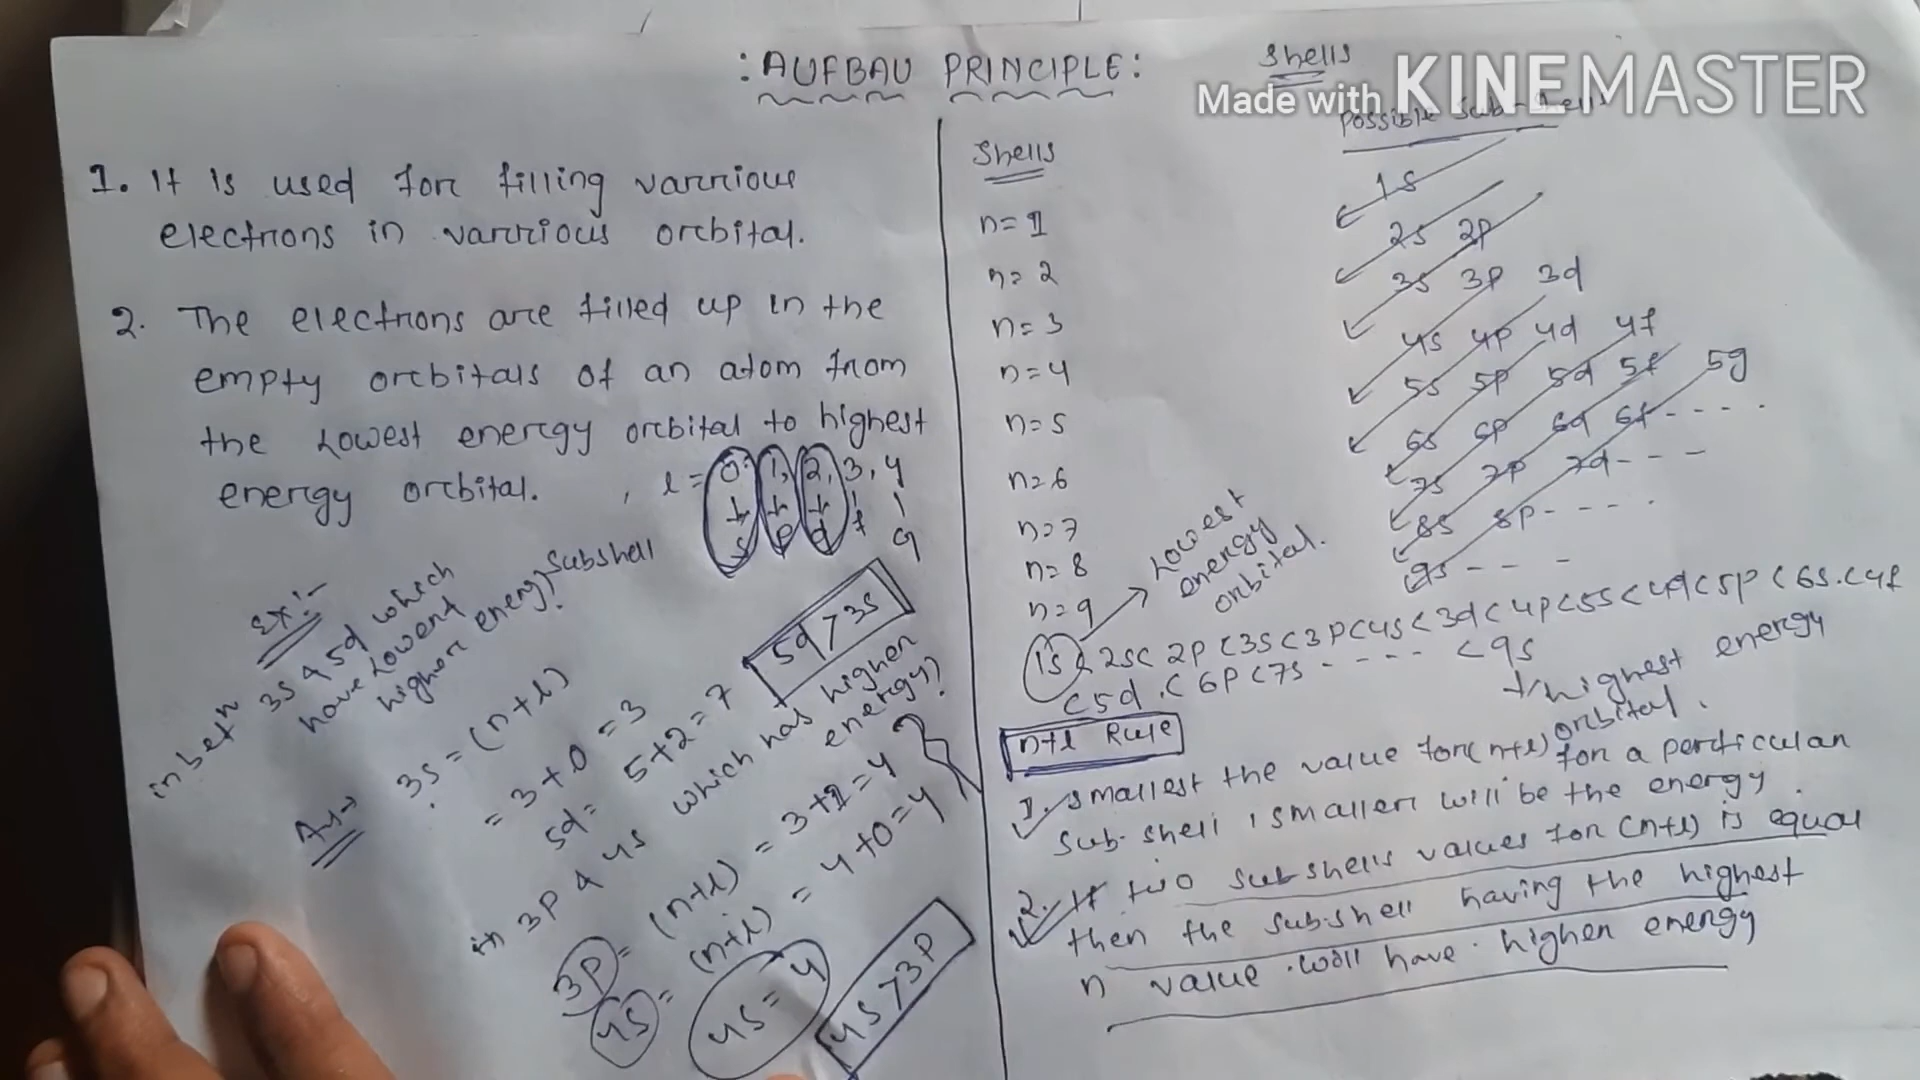 : AUFBAU PRINCIPLE :
Shells
Made with KINEMASTER
Possible Sub-shells
1. It is used for filling varrious
electrons in varrious orbital.
2. The electrons are filled up in the
empty orbitals of an atom from
the Lowest energy orbital to highest
energy orbital.
, l = 0, 1, 2, 3, 4
s p d f g
Ex:-
in betn 3s & 5d which
have Lowest
higher energy subshell ?
Ans→
3s = (n+l)
= 3+0 = 3
5d = 5+2 = 7
5d > 3s
in 3p & 4s which has higher
energy?
3p = (n+l) = 3+1 = 4
4s = (n+l) = 4+0 = 4
4s = 4
4s > 3p
Shells
n = 1
n = 2
n = 3
n = 4
n = 5
n = 6
n = 7
n = 8
n = 9
1s
2s 2p
3s 3p 3d
4s 4p 4d 4f
5s 5p 5d 5f 5g
6s 6p 6d 6f - - - .
7s 7p 7d - - -
8s 8p - - - .
9s - - -
Lowest
energy
orbital.
1s < 2s < 2p < 3s < 3p < 4s < 3d < 4p < 5s < 4d < 5p < 6s < 4f
< 5d < 6p < 7s - - - - < 9s
highest energy
orbital.
n+l Rule
1. smallest the value for (n+l) for a perticular
sub-shell , smaller will be the energy.
2. If two subshells values for (n+l) is equal
then the subshell having the highest
n value will have higher energy